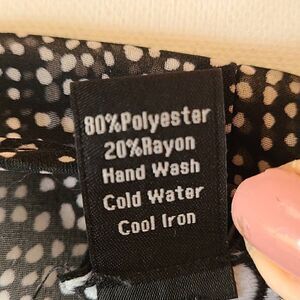 80%Polyester
20%Rayon
Hand Wash
Cold Water
Cool Iron